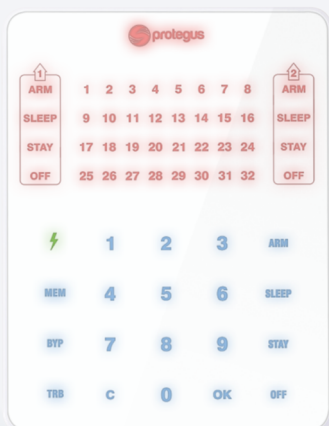 protegus
1 2
ARM 1 2 3 4 5 6 7 8 ARM
SLEEP 9 10 11 12 13 14 15 16 SLEEP
STAY 17 18 19 20 21 22 23 24 STAY
OFF 25 26 27 28 29 30 31 32 OFF
1 2 3 ARM
MEM 4 5 6 SLEEP
BYP 7 8 9 STAY
TRB C 0 OK OFF